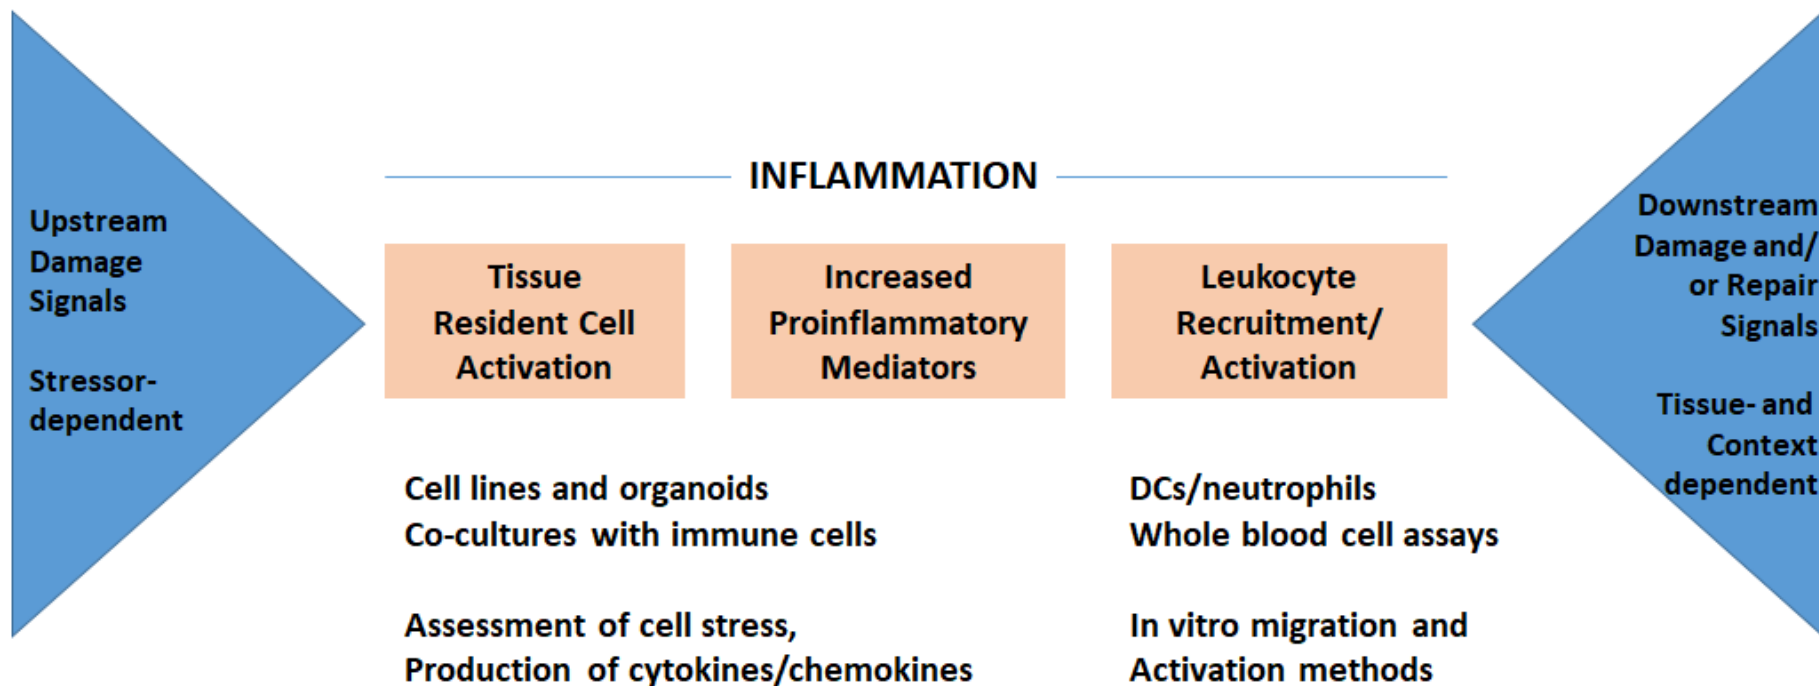 Upstream
Damage
Signals
Stressor-
dependent
INFLAMMATION
Tissue
Resident Cell
Activation
Increased
Proinflammatory
Mediators
Leukocyte
Recruitment/
Activation
Cell lines and organoids
Co-cultures with immune cells
Assessment of cell stress,
Production of cytokines/chemokines
DCs/neutrophils
Whole blood cell assays
In vitro migration and
Activation methods
Downstream
Damage and/
or Repair
Signals
Tissue- and
Context
dependent